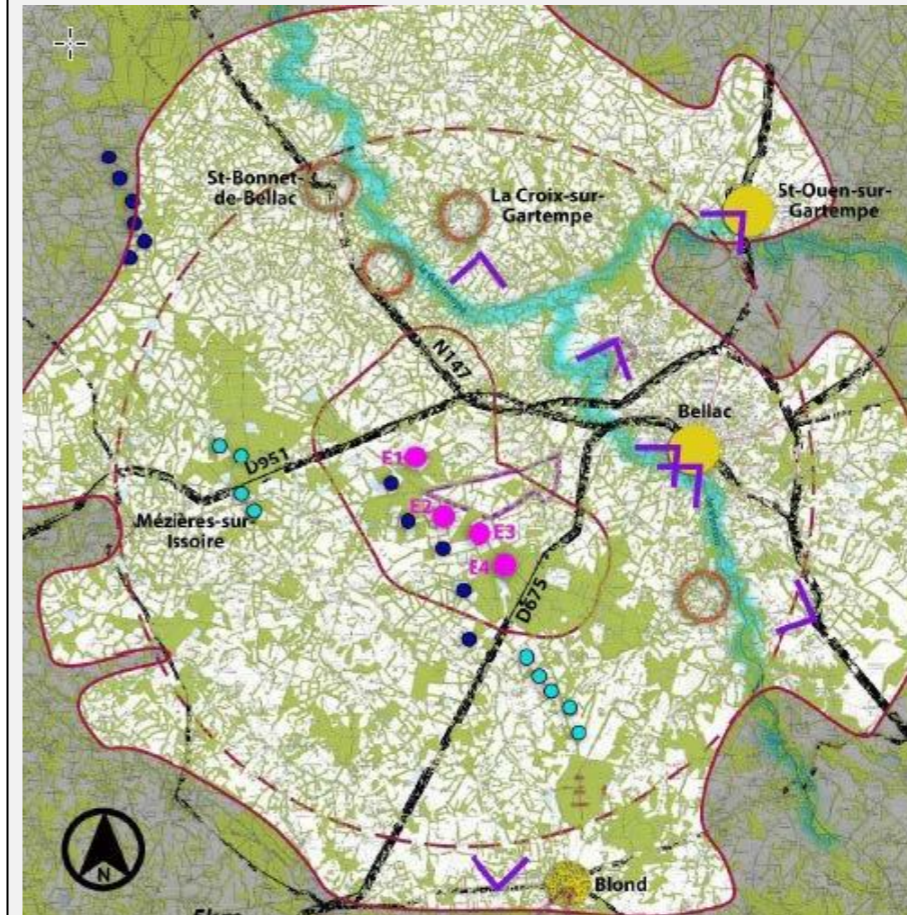 St-Bonnet-
de-Bellac
La Croix-sur-
Gartempe
St-Ouen-sur-
Gartempe
N147
Bellac
D951
E1
Mézières-sur-
Issoire
E2
E3
E4
D675
N
Blond
5km